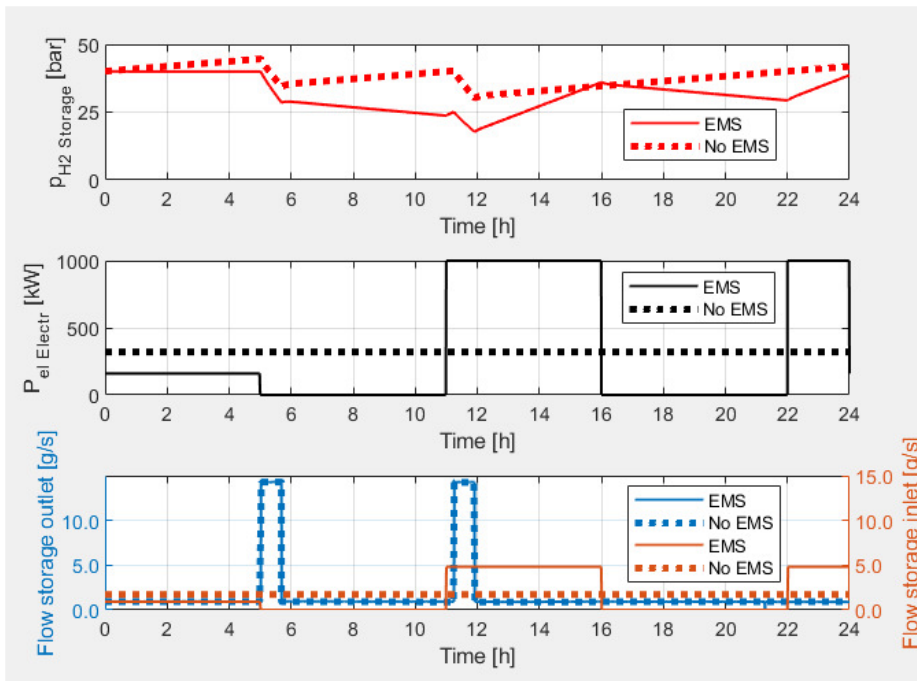 p H2 Storage [bar]
50
25
0
EMS
No EMS
0 2 4 6 8 10 12 14 16 18 20 22 24
Time [h]
P el Electr [kW]
1000
500
0
EMS
No EMS
0 2 4 6 8 10 12 14 16 18 20 22 24
Time [h]
Flow storage outlet [g/s]
10.0
5.0
0.0
EMS
No EMS
EMS
No EMS
15.0
10.0
5.0
0.0
Flow storage inlet [g/s]
0 2 4 6 8 10 12 14 16 18 20 22 24
Time [h]